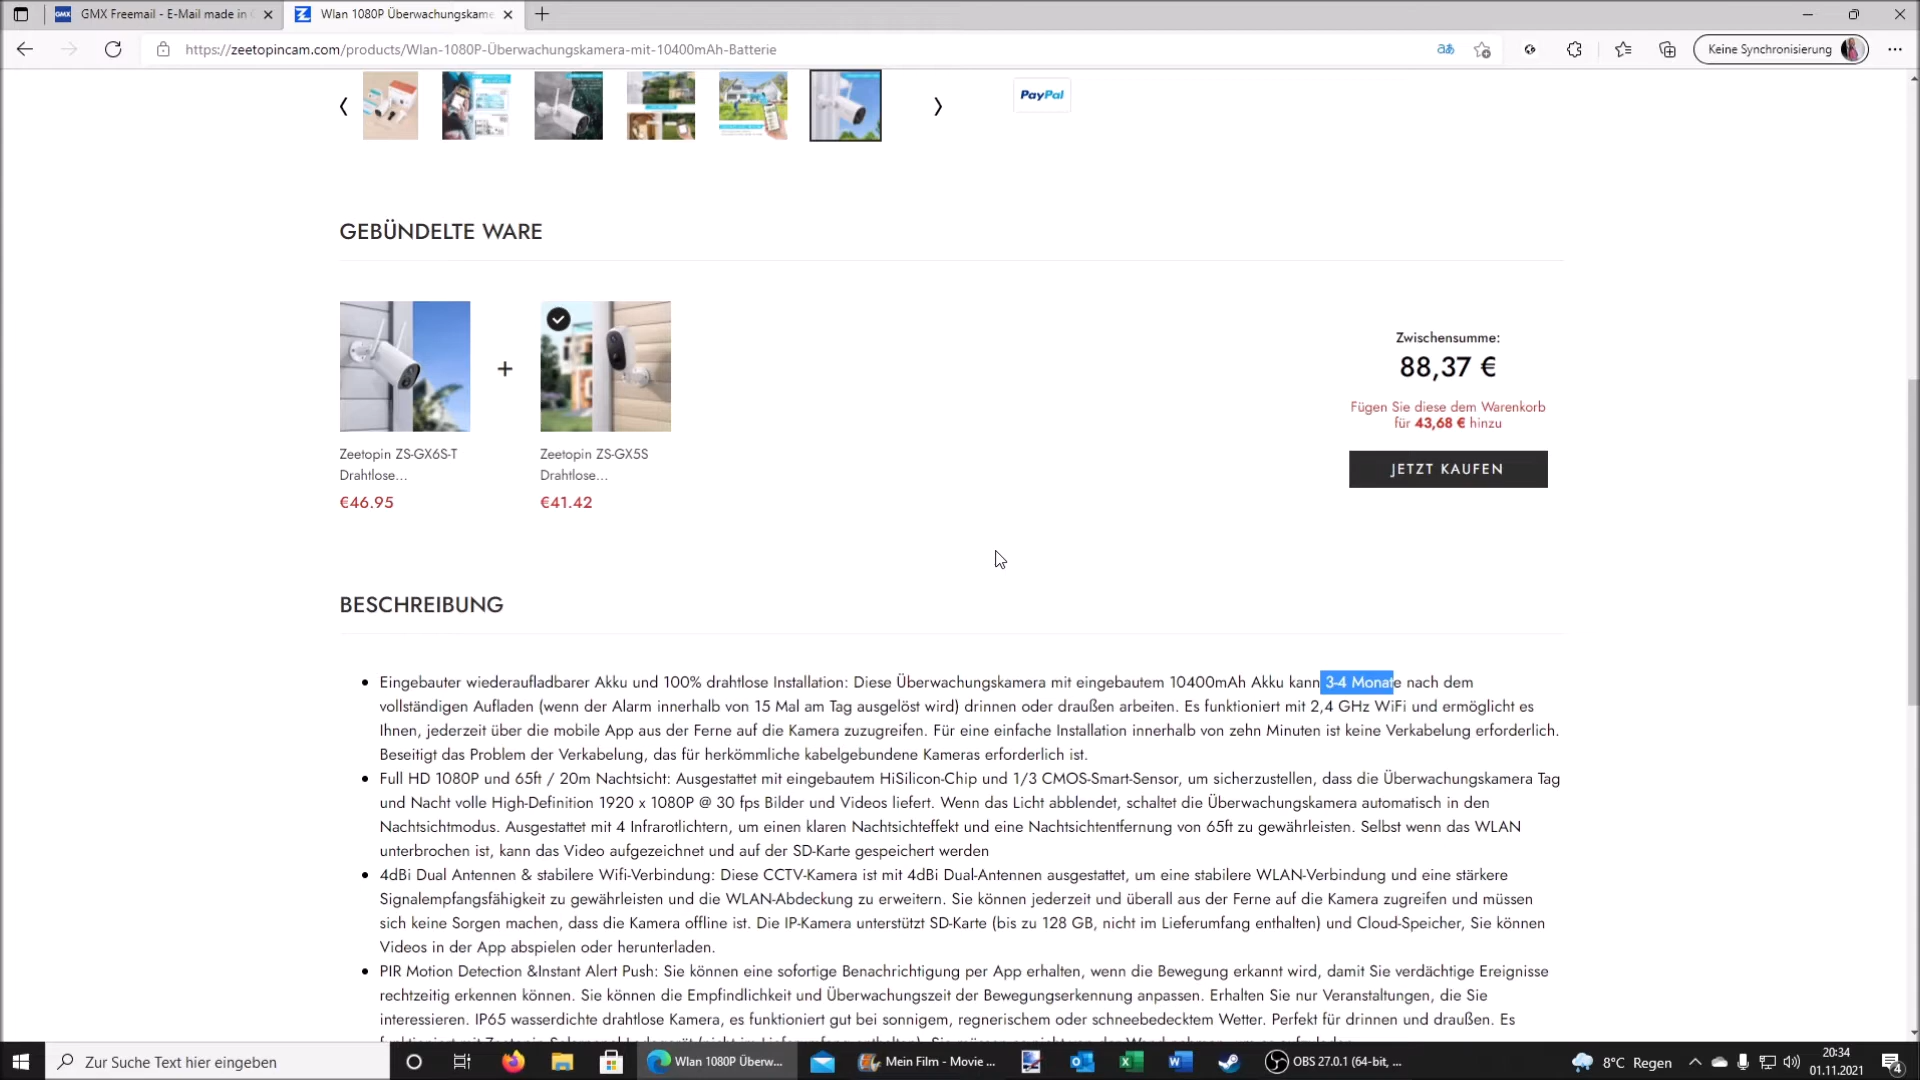 GMX Freemail - E-Mail made in
Wlan 1080P Überwachungskame
https://zeetopincam.com/products/Wlan-1080P-Überwachungskamera-mit-10400mAh-Batterie
Keine Synchronisierung
PayPal
GEBÜNDELTE WARE
Zeetopin ZS-GX6S-T
Drahtlose...
€46.95
+
Zeetopin ZS-GX5S
Drahtlose...
€41.42
Zwischensumme:
88,37 €
Fügen Sie diese dem Warenkorb
für 43,68 € hinzu
JETZT KAUFEN
BESCHREIBUNG
• Eingebauter wiederaufladbarer Akku und 100% drahtlose Installation: Diese Überwachungskamera mit eingebautem 10400mAh Akku kann 3-4 Monate nach dem
vollständigen Aufladen (wenn der Alarm innerhalb von 15 Mal am Tag ausgelöst wird) drinnen oder draußen arbeiten. Es funktioniert mit 2,4 GHz WiFi und ermöglicht es
Ihnen, jederzeit über die mobile App aus der Ferne auf die Kamera zuzugreifen. Für eine einfache Installation innerhalb von zehn Minuten ist keine Verkabelung erforderlich.
Beseitigt das Problem der Verkabelung, das für herkömmliche kabelgebundene Kameras erforderlich ist.
• Full HD 1080P und 65ft / 20m Nachtsicht: Ausgestattet mit eingebautem HiSilicon-Chip und 1/3 CMOS-Smart-Sensor, um sicherzustellen, dass die Überwachungskamera Tag
und Nacht volle High-Definition 1920 x 1080P @ 30 fps Bilder und Videos liefert. Wenn das Licht abblendet, schaltet die Überwachungskamera automatisch in den
Nachtsichtmodus. Ausgestattet mit 4 Infrarotlichtern, um einen klaren Nachtsichteffekt und eine Nachtsichtentfernung von 65ft zu gewährleisten. Selbst wenn das WLAN
unterbrochen ist, kann das Video aufgezeichnet und auf der SD-Karte gespeichert werden
• 4dBi Dual Antennen & stabilere Wifi-Verbindung: Diese CCTV-Kamera ist mit 4dBi Dual-Antennen ausgestattet, um eine stabilere WLAN-Verbindung und eine stärkere
Signalempfangsfähigkeit zu gewährleisten und die WLAN-Abdeckung zu erweitern. Sie können jederzeit und überall aus der Ferne auf die Kamera zugreifen und müssen
sich keine Sorgen machen, dass die Kamera offline ist. Die IP-Kamera unterstützt SD-Karte (bis zu 128 GB, nicht im Lieferumfang enthalten) und Cloud-Speicher, Sie können
Videos in der App abspielen oder herunterladen.
• PIR Motion Detection &Instant Alert Push: Sie können eine sofortige Benachrichtigung per App erhalten, wenn die Bewegung erkannt wird, damit Sie verdächtige Ereignisse
rechtzeitig erkennen können. Sie können die Empfindlichkeit und Überwachungszeit der Bewegungserkennung anpassen. Erhalten Sie nur Veranstaltungen, die Sie
interessieren. IP65 wasserdichte drahtlose Kamera, es funktioniert gut bei sonnigem, regnerischem oder schneebedecktem Wetter. Perfekt für drinnen und draußen. Es
Zur Suche Text hier eingeben
Wlan 1080P Überw...
Mein Film - Movie ...
OBS 27.0.1 (64-bit, ...
8°C Regen
20:34
01.11.2021
4